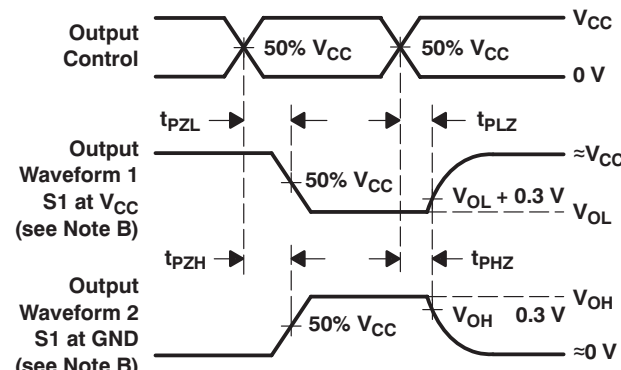 Output
Control
50% VCC
50% VCC
VCC
0 V
tPZL
tPLZ
Output
Waveform 1
S1 at VCC
(see Note B)
50% VCC
VOL + 0.3 V
≈VCC
VOL
tPZH
tPHZ
Output
Waveform 2
S1 at GND
(see Note B)
50% VCC
VOH 0.3 V
VOH
≈0 V